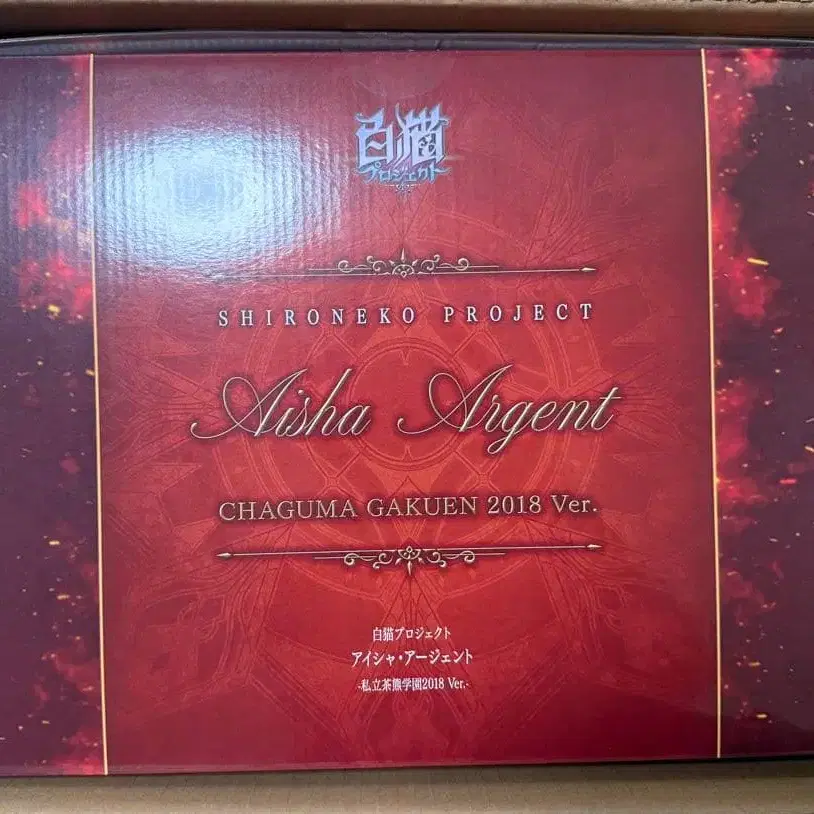 白猫
プロジェクト
SHIRONEKO PROJECT
Aisha Argent
CHAGUMA GAKUEN 2018 Ver.
白猫プロジェクト
アイシャ・アージェント
-私立茶熊学園2018 Ver.-